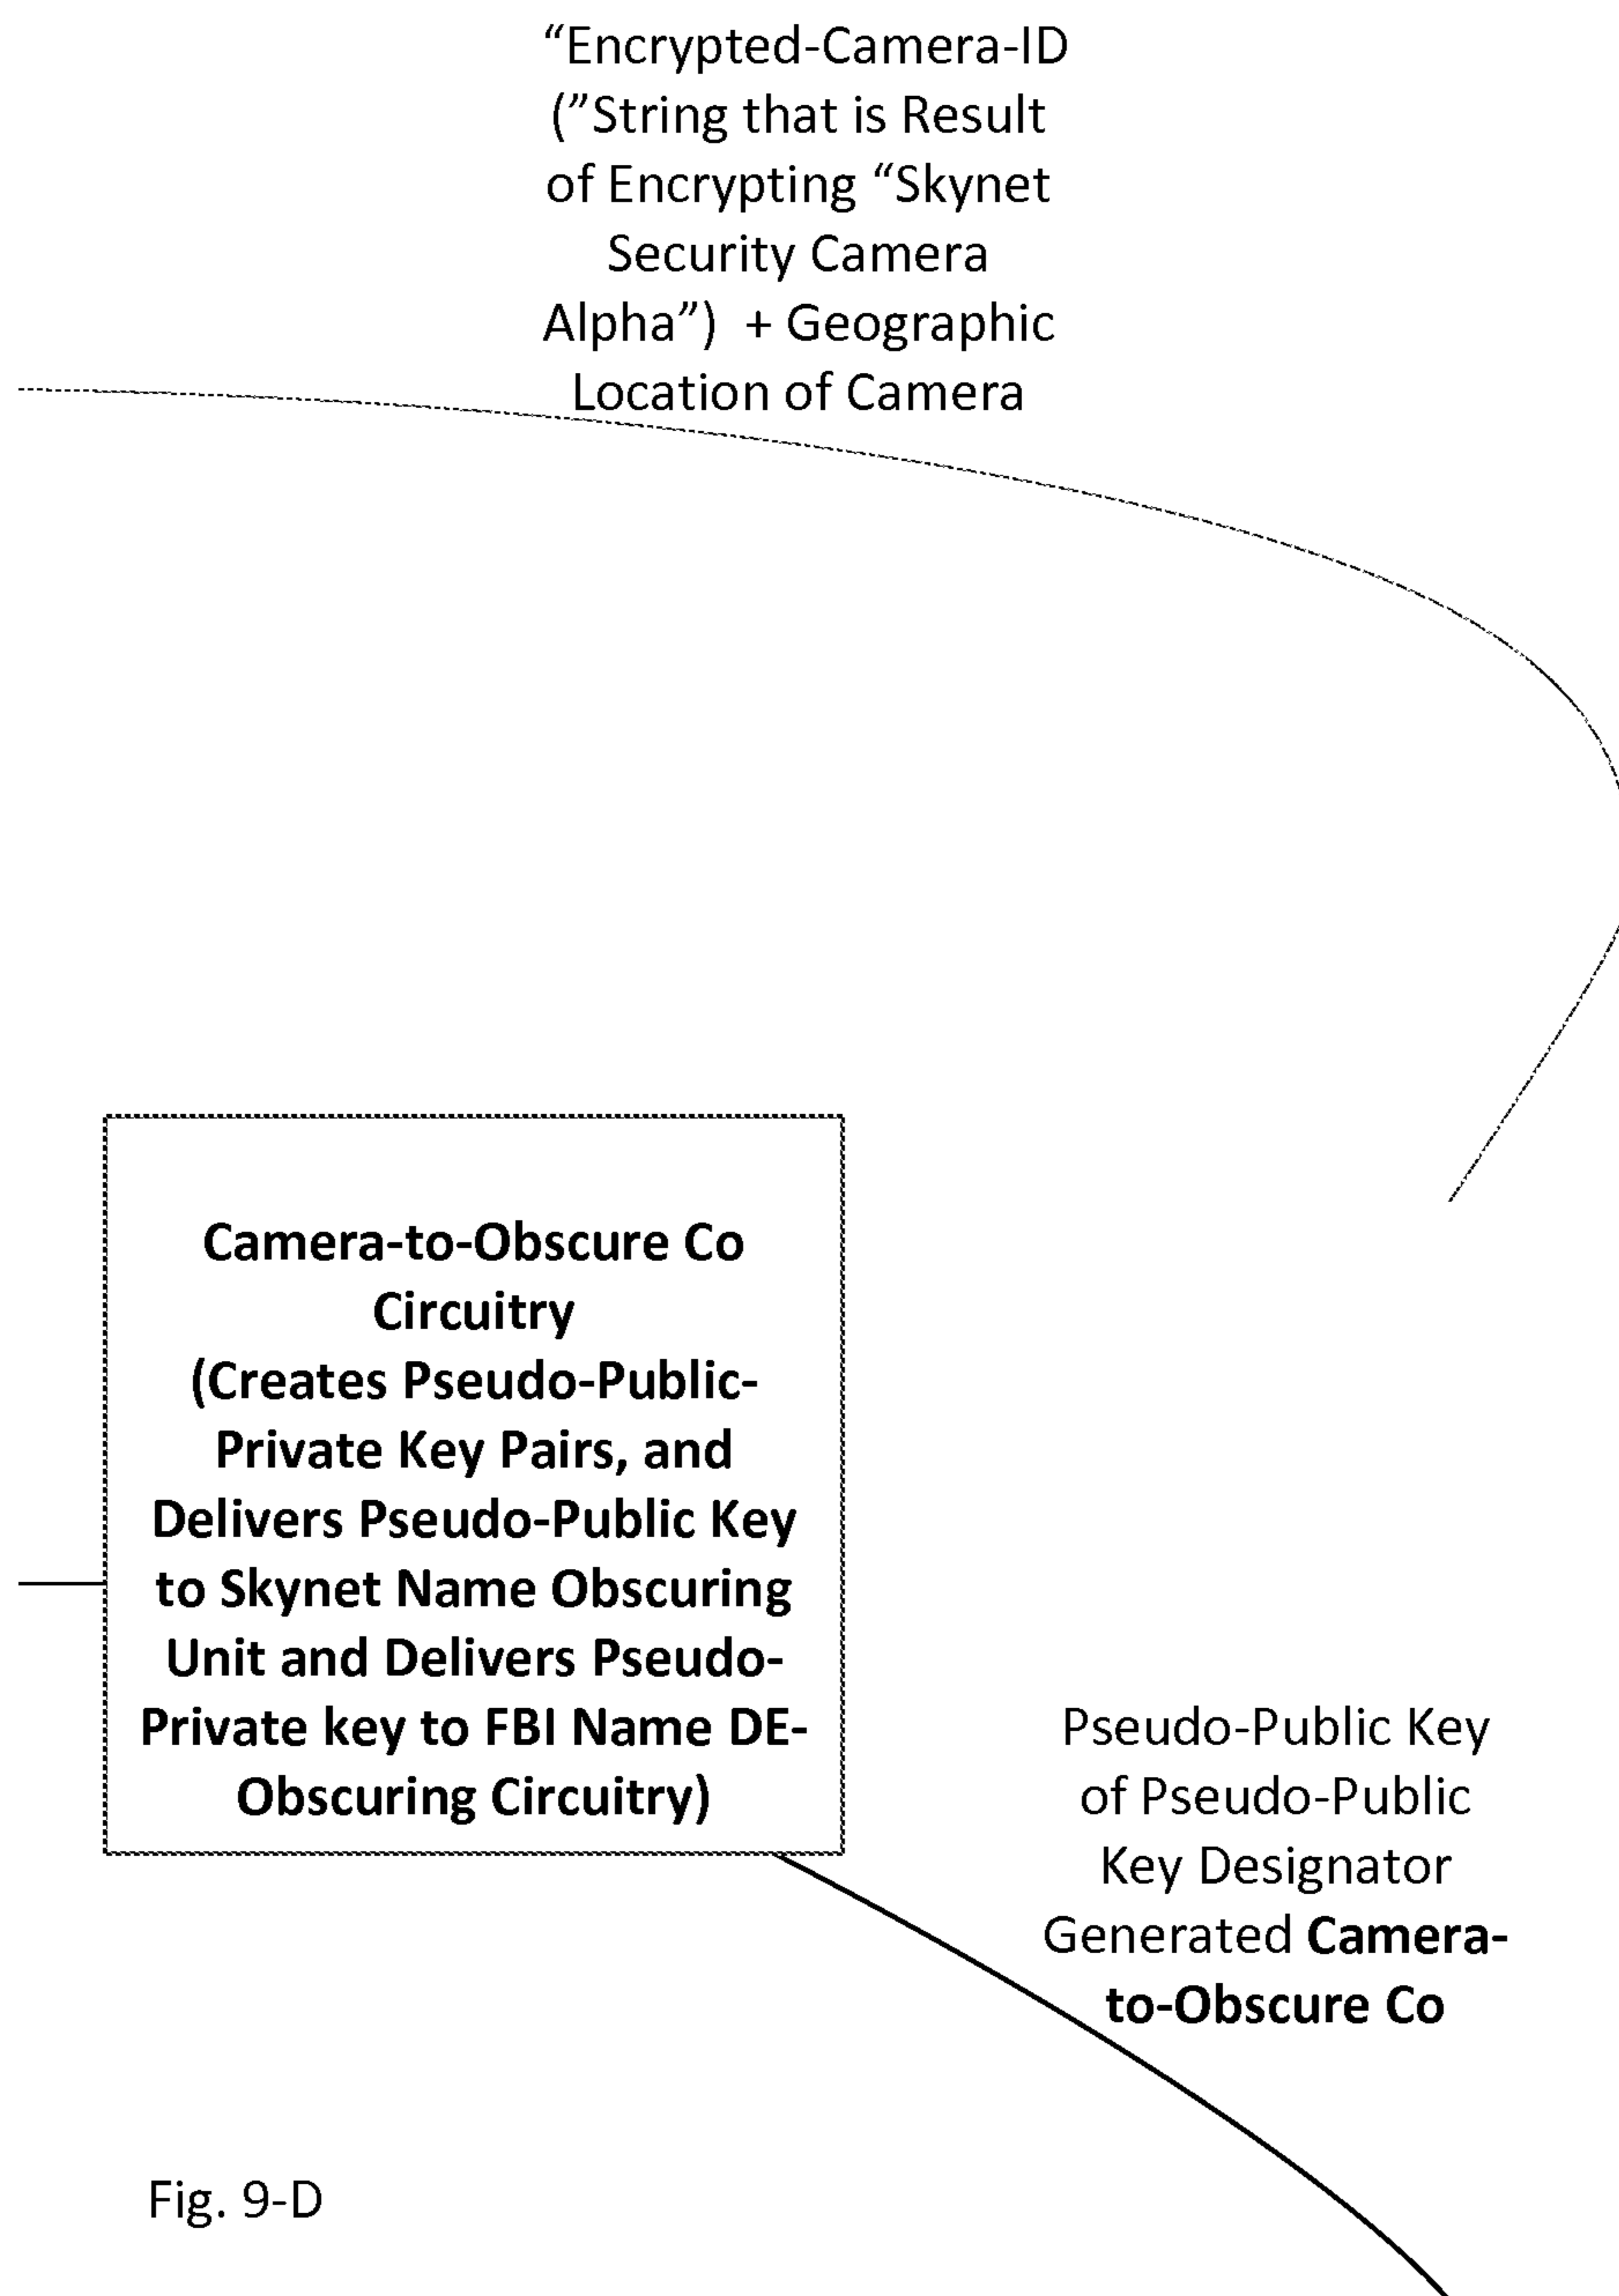 “Encrypted-Camera-ID
(”String that is Result
of Encrypting “Skynet
Security Camera
Alpha”) + Geographic
Location of Camera
Camera-to-Obscure Co
Circuitry
(Creates Pseudo-Public-
Private Key Pairs, and
Delivers Pseudo-Public Key
to Skynet Name Obscuring
Unit and Delivers Pseudo-
Private key to FBI Name DE-
Obscuring Circuitry)
Pseudo-Public Key
of Pseudo-Public
Key Designator
Generated Camera-
to-Obscure Co
Fig. 9-D